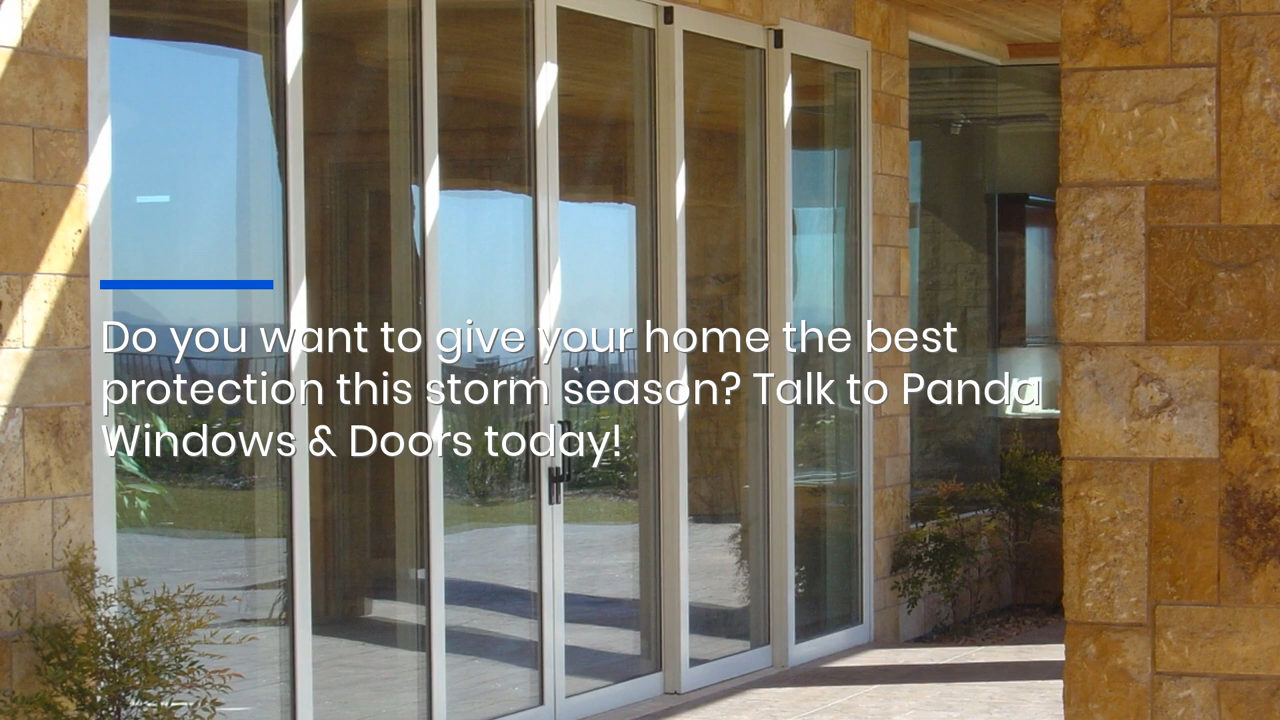 Do you want to give your home the best
protection this storm season? Talk to Panda
Windows & Doors today!